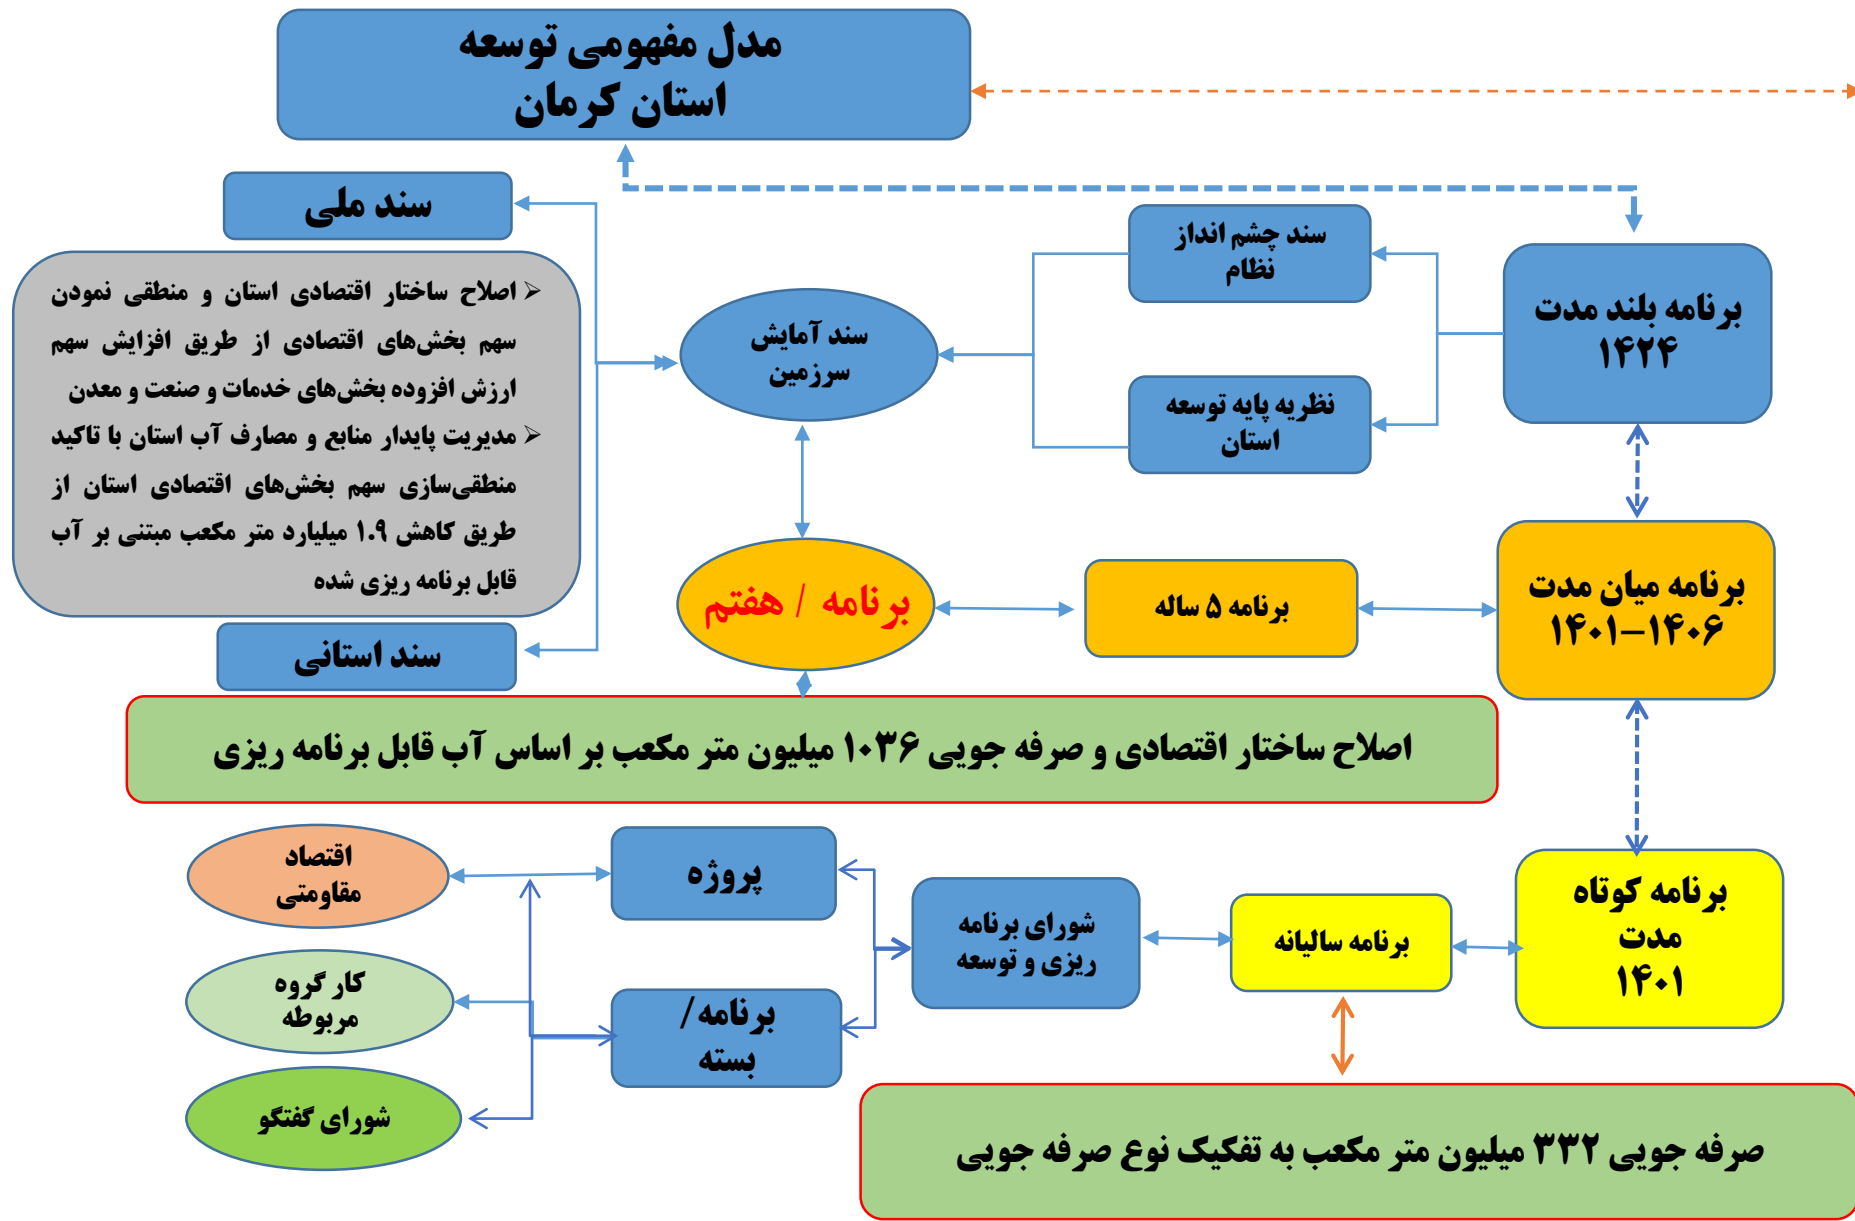 مدل مفهومی توسعه
استان کرمان
سند ملی
سند چشم انداز
نظام
برنامه بلند مدت
۱۴۲۴
سند آمایش
سرزمین
نظریه پایه توسعه
استان
اصلاح ساختار اقتصادی استان و منطقی نمودن
سهم بخش‌های اقتصادی از طریق افزایش سهم
ارزش افزوده بخش‌های خدمات و صنعت و معدن
مدیریت پایدار منابع و مصارف آب استان با تاکید
منطقی‌سازی سهم بخش‌های اقتصادی استان از
طریق کاهش ۱.۹ میلیارد متر مکعب مبتنی بر آب
قابل برنامه ریزی شده
برنامه میان مدت
۱۴۰۱–۱۴۰۶
برنامه ۵ ساله
برنامه / هفتم
سند استانی
اصلاح ساختار اقتصادی و صرفه جویی ۱۰۳۶ میلیون متر مکعب بر اساس آب قابل برنامه ریزی
برنامه کوتاه
مدت
۱۴۰۱
برنامه سالیانه
شورای برنامه
ریزی و توسعه
پروژه
برنامه/
بسته
اقتصاد
مقاومتی
کار گروه
مربوطه
شورای گفتگو
صرفه جویی ۳۳۲ میلیون متر مکعب به تفکیک نوع صرفه جویی